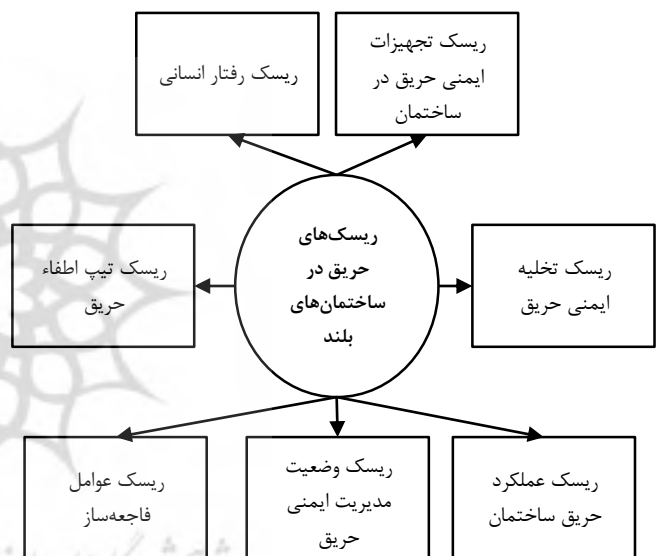 ریسک تجهیزات
ایمنی حریق در
ساختمان
ریسک رفتار انسانی
ریسک‌های
حریق در
ساختمان‌های
بلند
ریسک تخلیه
ایمنی حریق
ریسک تیپ اطفاء
حریق
ریسک عملکرد
حریق ساختمان
ریسک وضعیت
مدیریت ایمنی
حریق
ریسک عوامل
فاجعه‌ساز